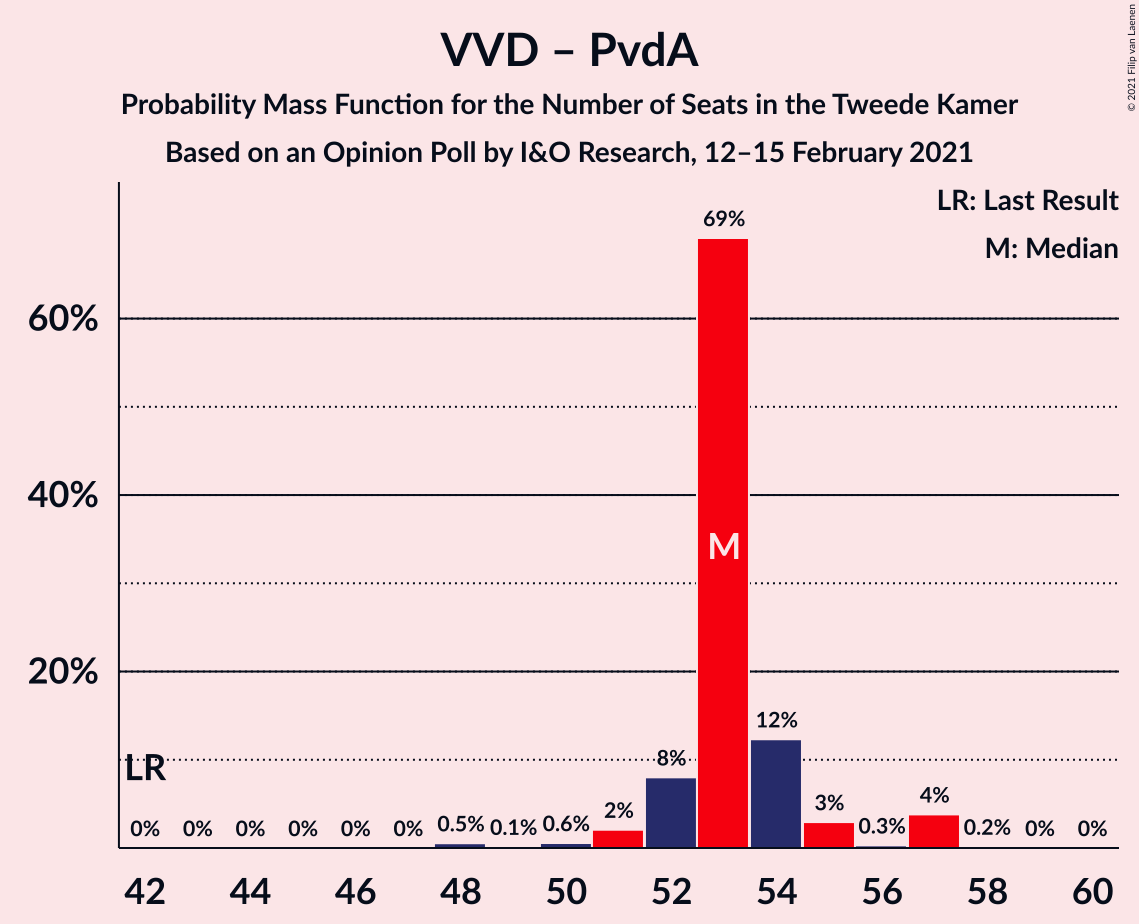 VVD – PvdA
Probability Mass Function for the Number of Seats in the Tweede Kamer
Based on an Opinion Poll by I&O Research, 12–15 February 2021
© 2021 Filip van Laenen
LR: Last Result
M: Median
60%
40%
20%
69%
M
12%
8%
LR
4%
3%
2%
0% 0% 0% 0% 0% 0% 0.5% 0.1% 0.6% 0.3% 0.2% 0% 0%
42 44 46 48 50 52 54 56 58 60